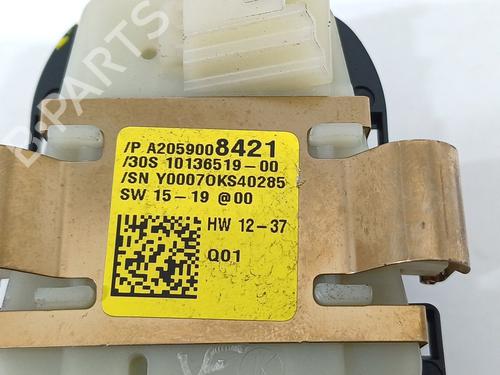 B-PARTS
/P A2059008421
/30S 10136519-00
/SN Y00070KS40285
SW 15-19 @00
HW 12-37
Q01